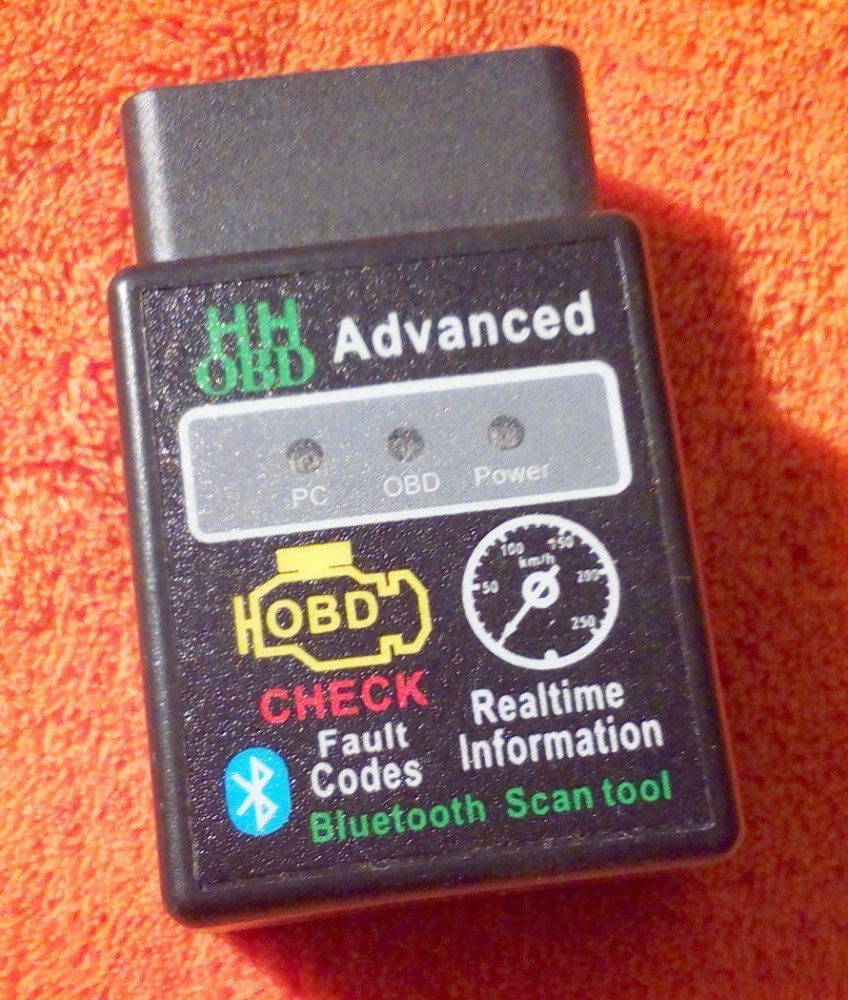 HH
OBD Advanced
PC OBD Power
OBD
50 100 150 200 250
km/h
CHECK
Fault
Codes
Realtime
Information
Bluetooth Scan tool